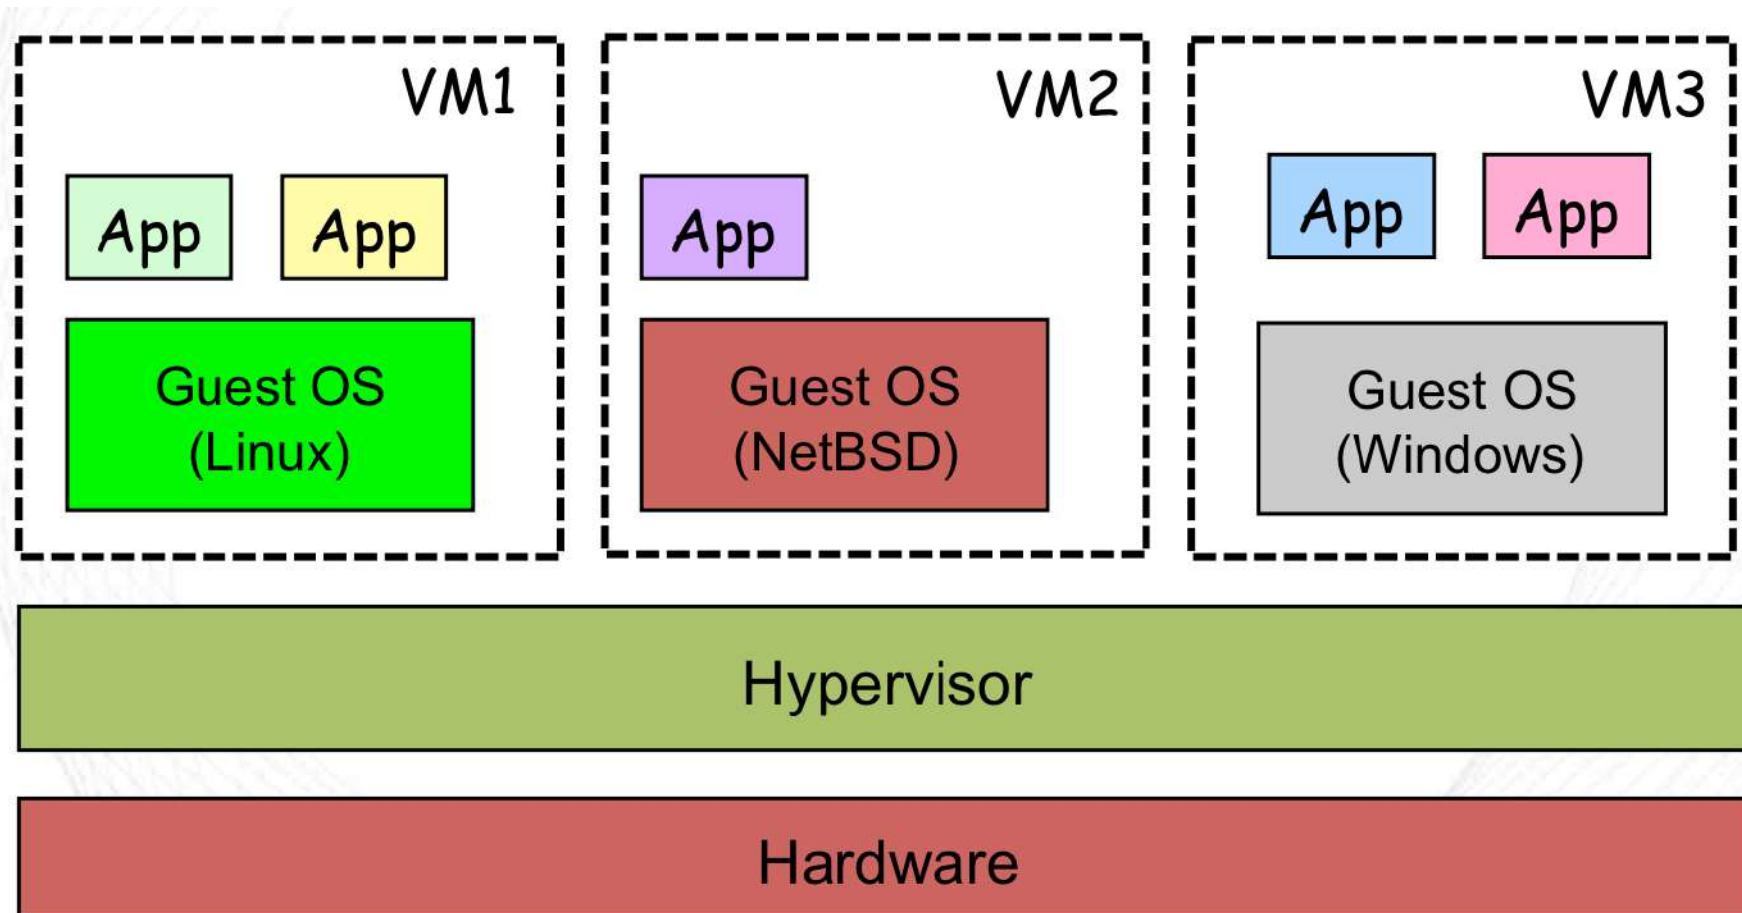 VM1
App
App
Guest OS
(Linux)
VM2
App
Guest OS
(NetBSD)
VM3
App
App
Guest OS
(Windows)
Hypervisor
Hardware